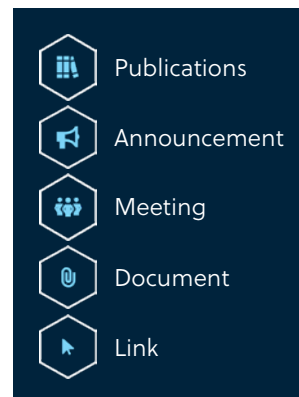 Publications
Announcement
Meeting
Document
Link